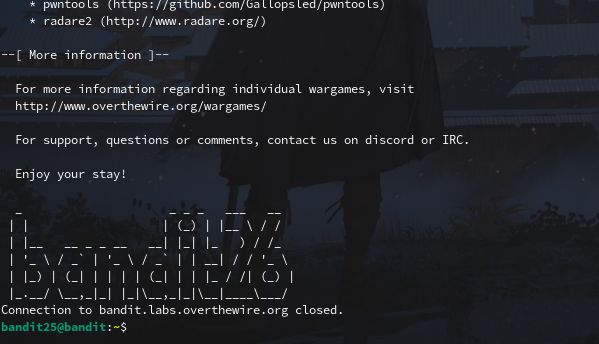 * pwntools (https://github.com/Gallopsled/pwntools)
* radare2 (http://www.radare.org/)
--[ More information ]--
For more information regarding individual wargames, visit
http://www.overthewire.org/wargames/
For support, questions or comments, contact us on discord or IRC.
Enjoy your stay!
bandit26
Connection to bandit.labs.overthewire.org closed.
bandit25@bandit:~$